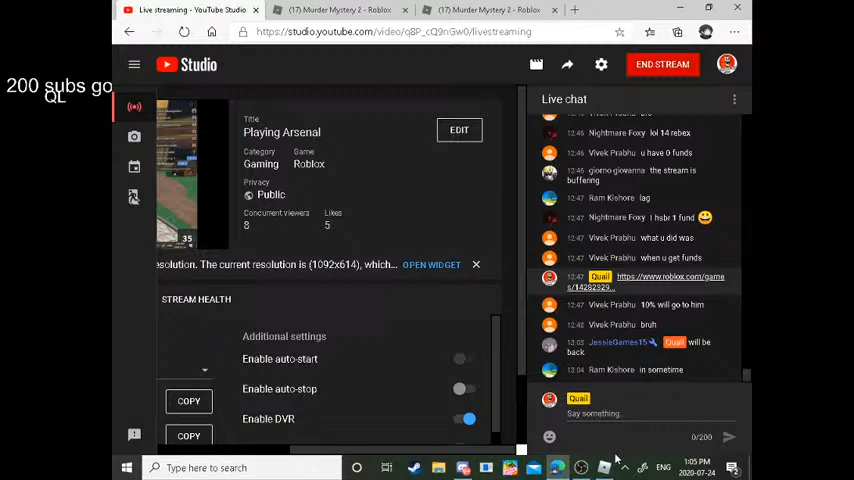 Live streaming - YouTube Studio
(17) Murder Mystery 2 - Roblox
(17) Murder Mystery 2 - Roblox
https://studio.youtube.com/video/q8P_cQ9nGw0/livestreaming
200 subs go
QL
Studio
END STREAM
Title
Playing Arsenal
EDIT
Category
Game
Gaming
Roblox
Privacy
Public
Concurrent viewers
Likes
8
5
35
esolution. The current resolution is (1092x614), which...
OPEN WIDGET
STREAM HEALTH
Additional settings
Enable auto-start
Enable auto-stop
COPY
Enable DVR
COPY
Live chat
12:46 Nightmare Foxy lol 14 rebex
12:46 Vivek Prabhu u have 0 funds
12:46 giorno giovanna the stream is
buffering
12:47 Ram Kishore lag
12:47 Nightmare Foxy I hsbr 1 fund 😀
12:47 Vivek Prabhu what u did was
12:47 Vivek Prabhu when u get funds
12:47 Quail https://www.roblox.com/game
s/14282829...
12:47 Vivek Prabhu 10% will go to him
12:48 Vivek Prabhu bruh
13:03 JessieGames15 Quail will be
back
13:04 Ram Kishore in sometime
Quail
Say something...
0/200
Type here to search
ENG
1:05 PM
2020-07-24
2